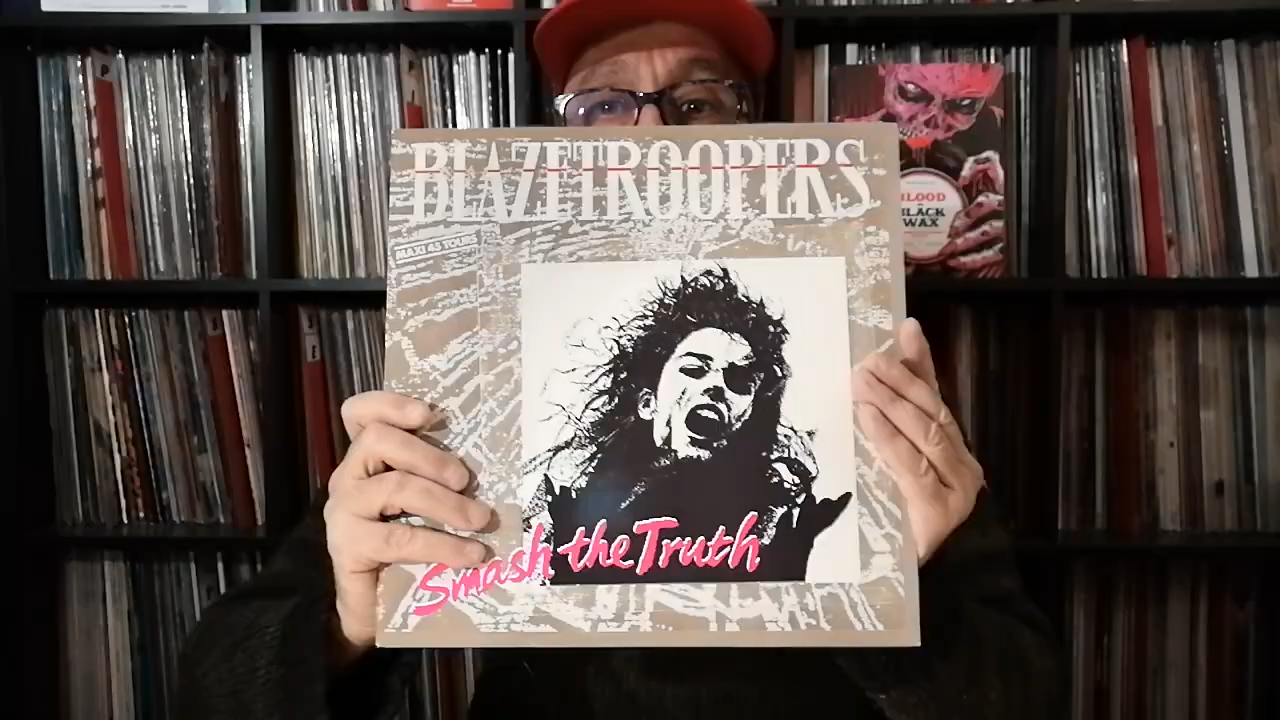 BLAZETROOPERS
MAXI 45 TOURS
Smash the Truth
BLOOD
BLACK
WAX
P
E